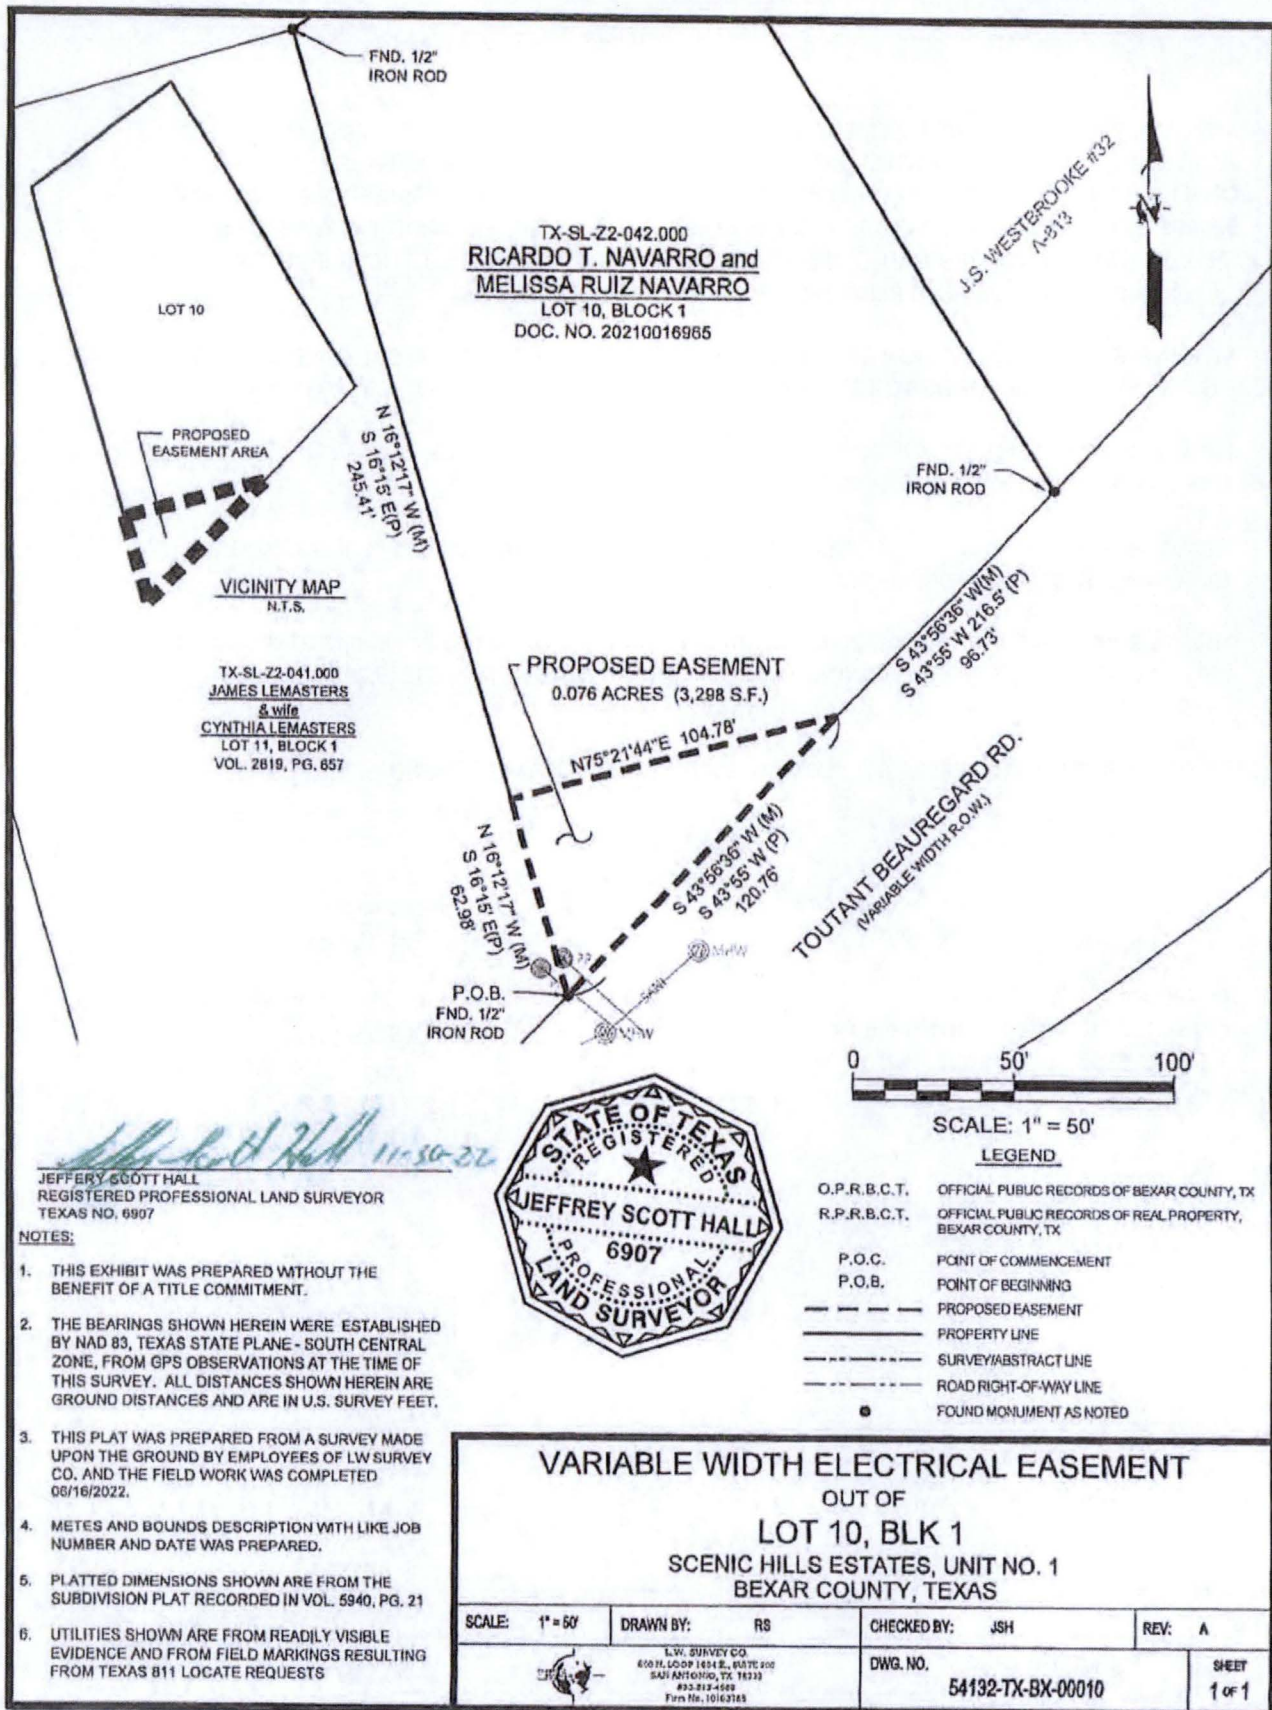 FND. 1/2"
IRON ROD
J.S. WESTBROOKE #32
A-813
N
TX-SL-Z2-042.000
RICARDO T. NAVARRO and
MELISSA RUIZ NAVARRO
LOT 10, BLOCK 1
DOC. NO. 20210016965
LOT 10
PROPOSED
EASEMENT AREA
N 16°12'17" W (M)
S 16°15' E(P)
245.41'
FND. 1/2"
IRON ROD
VICINITY MAP
N.T.S.
S 43°56'36" W(M)
S 43°55' W 216.5' (P)
96.73'
TX-SL-Z2-041.000
JAMES LEMASTERS
& wife
CYNTHIA LEMASTERS
LOT 11, BLOCK 1
VOL. 2819, PG. 657
PROPOSED EASEMENT
0.076 ACRES (3,298 S.F.)
N75°21'44"E 104.78'
TOUTANT BEAUREGARD RD.
(VARIABLE WIDTH R.O.W.)
N 16°12'17" W (M)
S 16°15' E(P)
62.98'
S 43°56'36" W (M)
S 43°55' W (P)
120.76'
PP
MHW
P.O.B.
FND. 1/2"
IRON ROD
MHW
0 50' 100'
SCALE: 1" = 50'
LEGEND
O.P.R.B.C.T. OFFICIAL PUBLIC RECORDS OF BEXAR COUNTY, TX
R.P.R.B.C.T. OFFICIAL PUBLIC RECORDS OF REAL PROPERTY,
BEXAR COUNTY, TX
P.O.C. POINT OF COMMENCEMENT
P.O.B. POINT OF BEGINNING
PROPOSED EASEMENT
PROPERTY LINE
SURVEY/ABSTRACT LINE
ROAD RIGHT-OF-WAY LINE
FOUND MONUMENT AS NOTED
STATE OF TEXAS
REGISTERED
JEFFREY SCOTT HALL
6907
PROFESSIONAL
LAND SURVEYOR
Jeffery Scott Hall 11-30-22
JEFFERY SCOTT HALL
REGISTERED PROFESSIONAL LAND SURVEYOR
TEXAS NO. 6907
NOTES:
1. THIS EXHIBIT WAS PREPARED WITHOUT THE
BENEFIT OF A TITLE COMMITMENT.
2. THE BEARINGS SHOWN HEREIN WERE ESTABLISHED
BY NAD 83, TEXAS STATE PLANE - SOUTH CENTRAL
ZONE, FROM GPS OBSERVATIONS AT THE TIME OF
THIS SURVEY. ALL DISTANCES SHOWN HEREIN ARE
GROUND DISTANCES AND ARE IN U.S. SURVEY FEET.
3. THIS PLAT WAS PREPARED FROM A SURVEY MADE
UPON THE GROUND BY EMPLOYEES OF LW SURVEY
CO. AND THE FIELD WORK WAS COMPLETED
06/16/2022.
4. METES AND BOUNDS DESCRIPTION WITH LIKE JOB
NUMBER AND DATE WAS PREPARED.
5. PLATTED DIMENSIONS SHOWN ARE FROM THE
SUBDIVISION PLAT RECORDED IN VOL. 5940, PG. 21
6. UTILITIES SHOWN ARE FROM READILY VISIBLE
EVIDENCE AND FROM FIELD MARKINGS RESULTING
FROM TEXAS 811 LOCATE REQUESTS
VARIABLE WIDTH ELECTRICAL EASEMENT
OUT OF
LOT 10, BLK 1
SCENIC HILLS ESTATES, UNIT NO. 1
BEXAR COUNTY, TEXAS
SCALE: 1" = 50' DRAWN BY: RS CHECKED BY: JSH REV: A
L.W. SURVEY CO.
SAN ANTONIO, TX
Firm No.
DWG. NO.
54132-TX-BX-00010
SHEET
1 OF 1